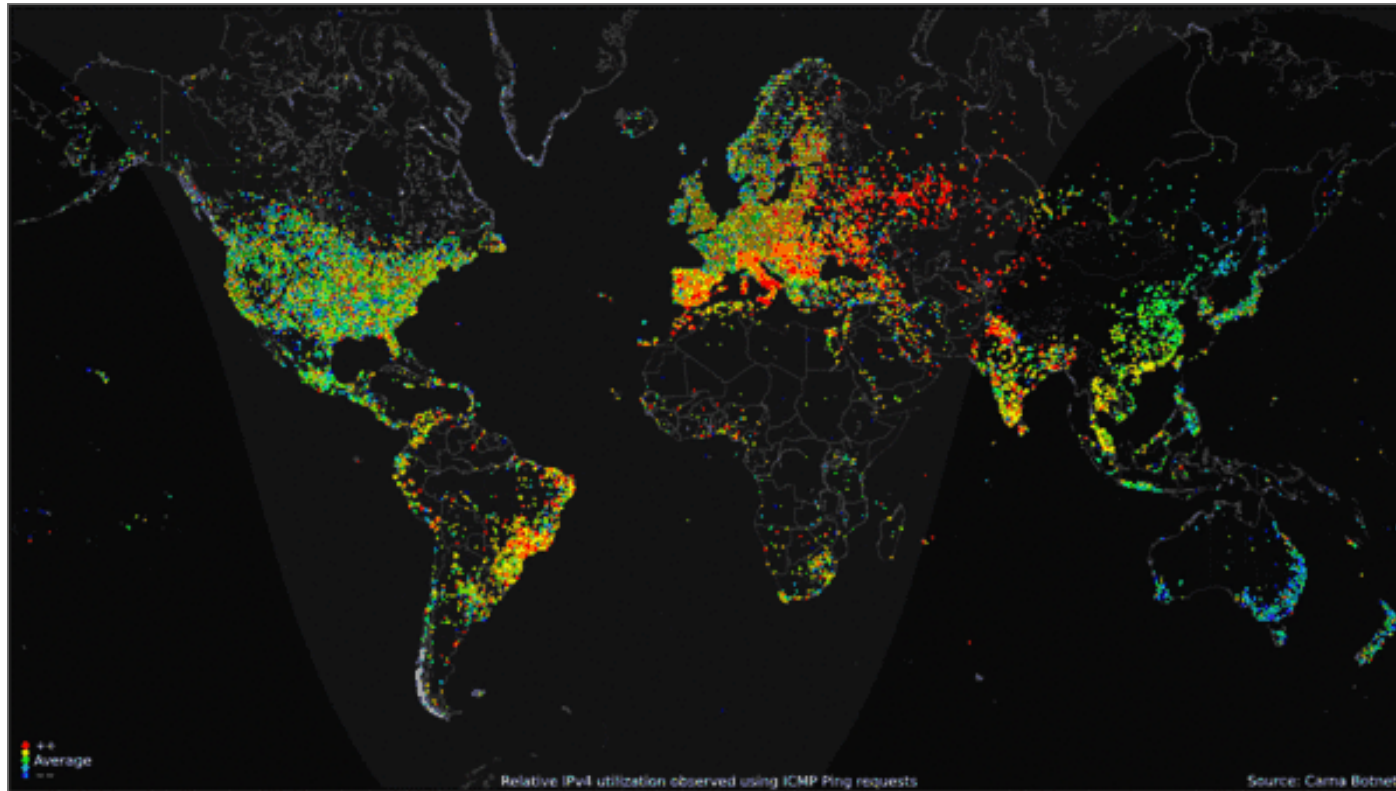 ++
Average
--
Relative IPv4 utilization observed using ICMP Ping requests
Source: Carna Botnet